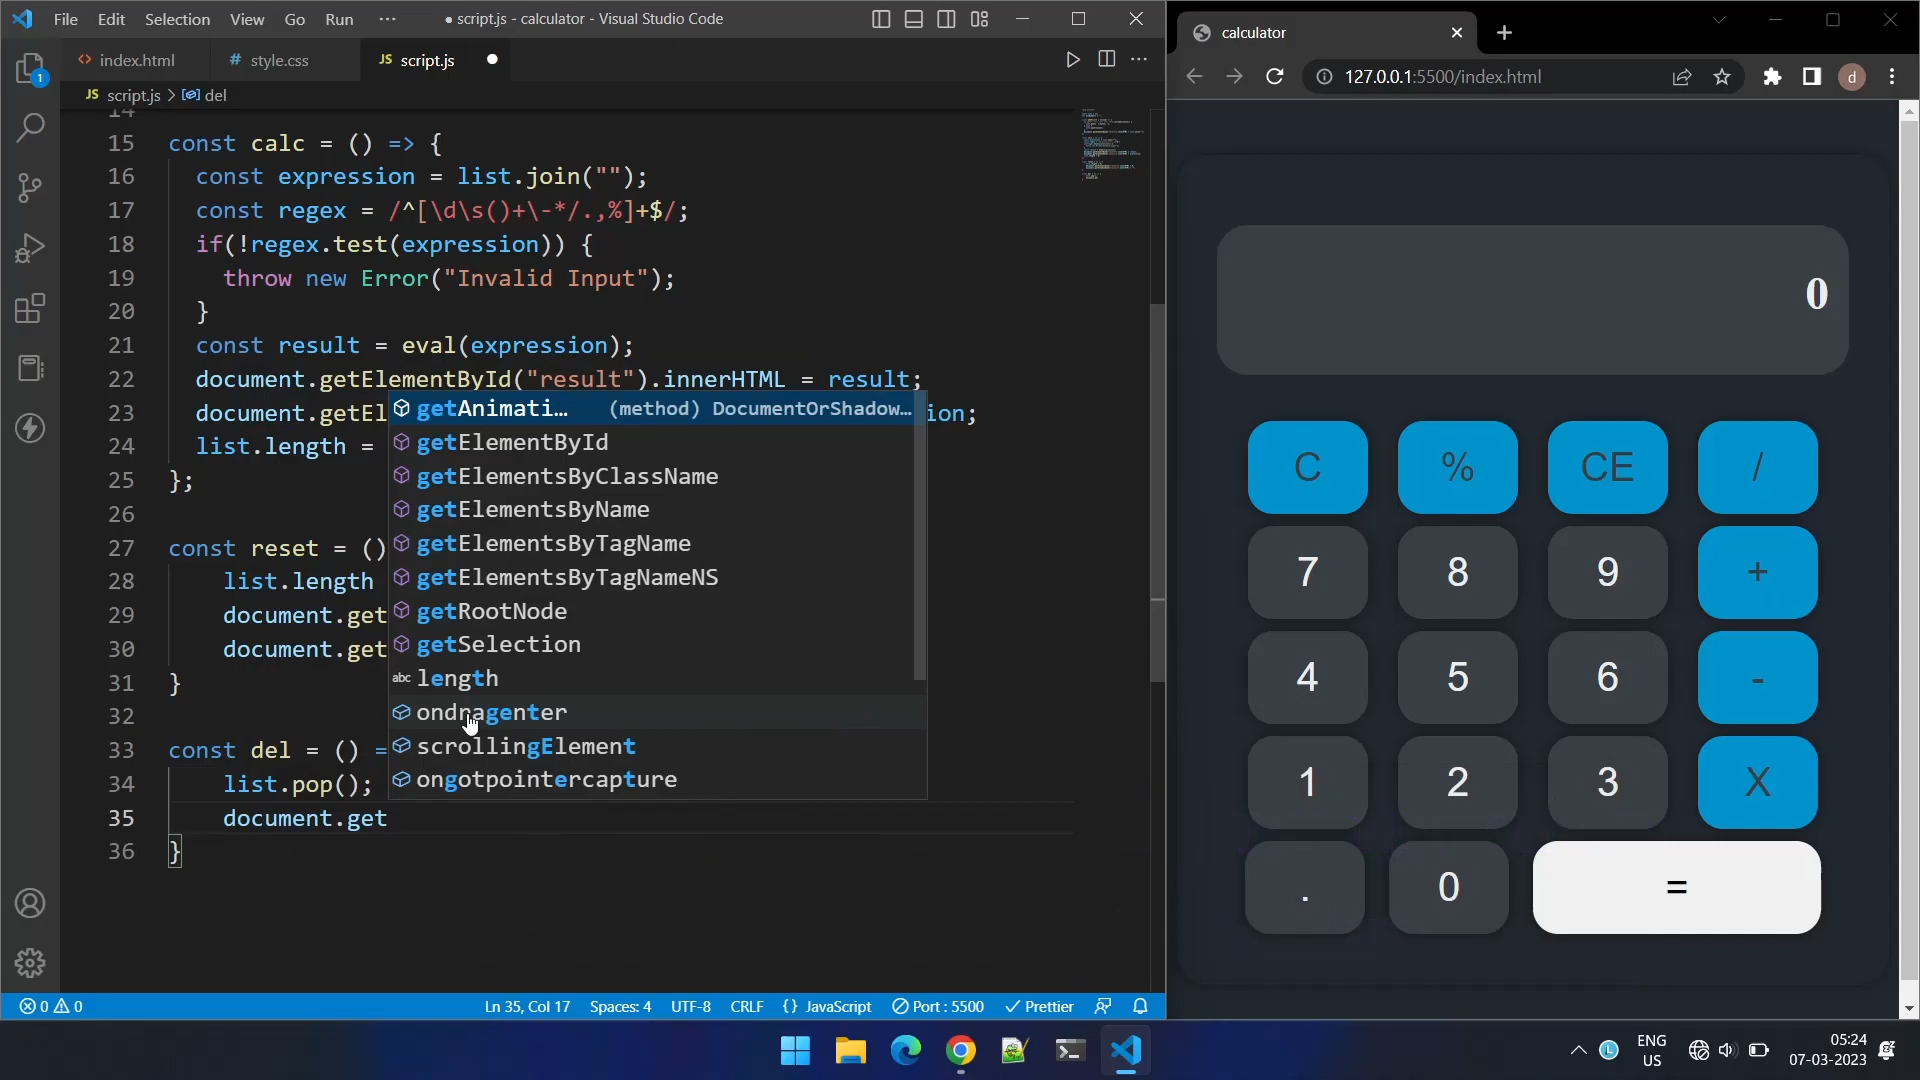 File Edit Selection View Go Run ··· ● script.js - calculator - Visual Studio Code
index.html # style.css JS script.js
JS script.js > del
14
15 const calc = () => {
16 const expression = list.join("");
17 const regex = /^[\d\s()+\-*/.,%]+$/;
18 if(!regex.test(expression)) {
19 throw new Error("Invalid Input");
20 }
21 const result = eval(expression);
22 document.getElementById("result").innerHTML = result;
23 document.getEl ion;
24 list.length =
25 };
26
27 const reset = ()
28 list.length
29 document.get
30 document.get
31 }
32
33 const del = () =
34 list.pop();
35 document.get
36 }
getAnimati… (method) DocumentOrShadow…
getElementById
getElementsByClassName
getElementsByName
getElementsByTagName
getElementsByTagNameNS
getRootNode
getSelection
abc length
ondragenter
scrollingElement
ongotpointercapture
1
0 0 Ln 35, Col 17 Spaces: 4 UTF-8 CRLF {} JavaScript Port : 5500 Prettier
calculator
127.0.0.1:5500/index.html
d
0
C % CE /
7 8 9 +
4 5 6 -
1 2 3 X
. 0 =
L
ENG
US
05:24
07-03-2023